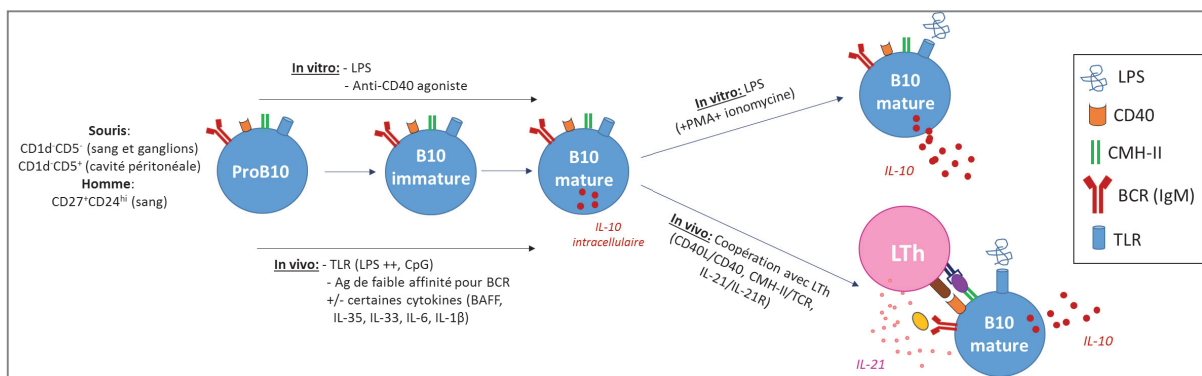 In vitro: - LPS
- Anti-CD40 agoniste
Souris:
CD1d⁻CD5⁻ (sang et ganglions)
CD1d⁻CD5⁺ (cavité péritonéale)
Homme:
CD27⁺CD24hi (sang)
ProB10
B10
immature
B10
mature
IL-10
intracellulaire
In vivo: - TLR (LPS ++, CpG)
- Ag de faible affinité pour BCR
+/- certaines cytokines (BAFF,
IL-35, IL-33, IL-6, IL-1β)
In vitro: LPS
(+PMA+ ionomycine)
B10
mature
IL-10
In vivo: Coopération avec LTh
(CD40L/CD40, CMH-II/TCR,
IL-21/IL-21R)
LTh
B10
mature
IL-21
IL-10
LPS
CD40
CMH-II
BCR (IgM)
TLR